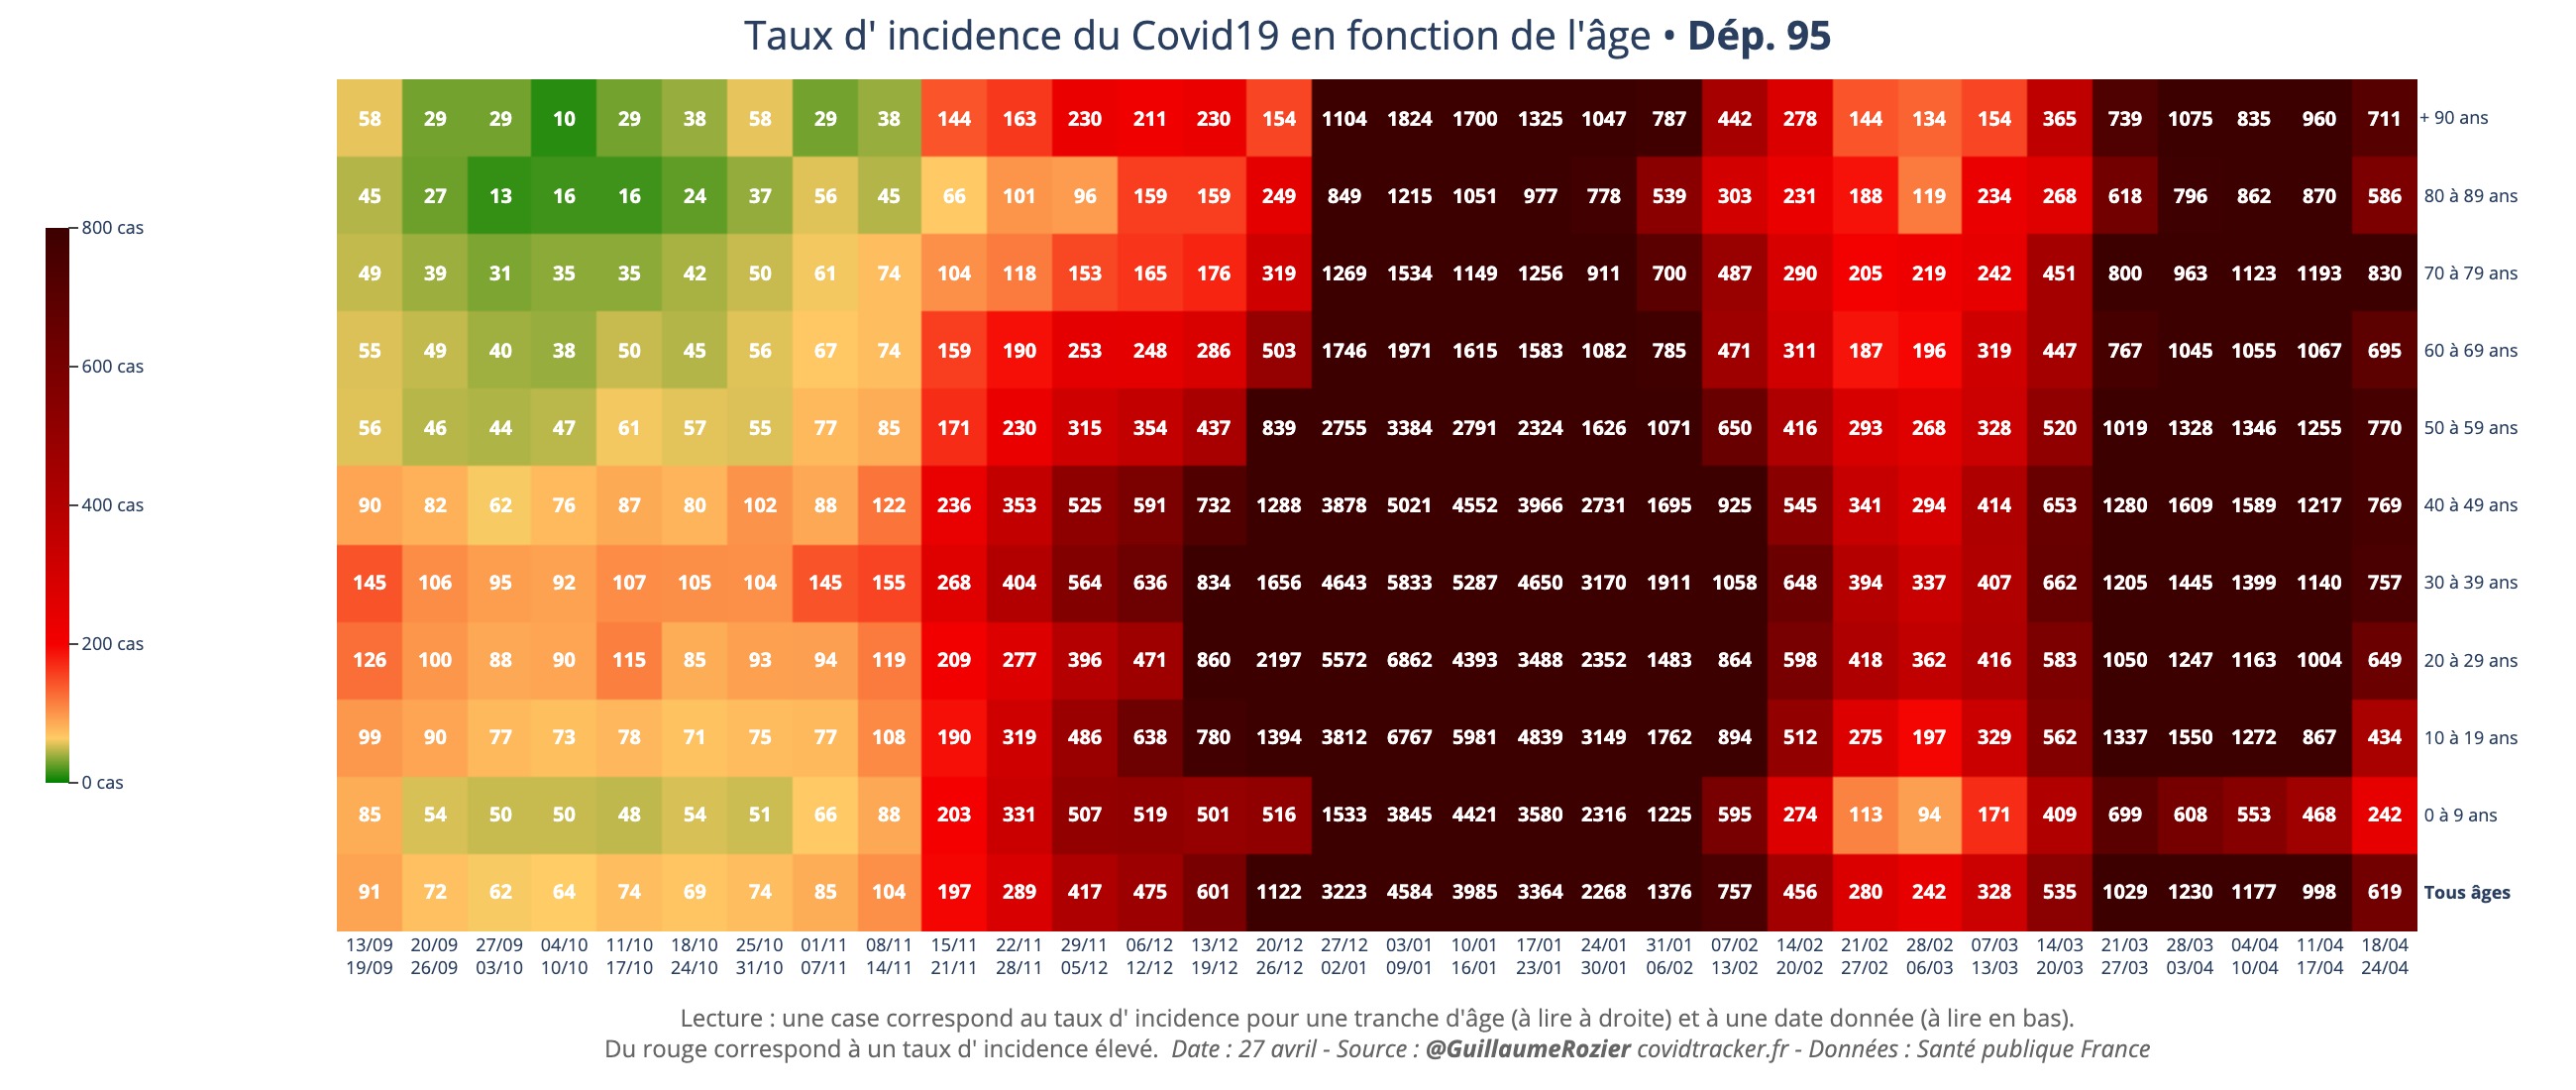 Taux d' incidence du Covid19 en fonction de l'âge • Dép. 95
58 29 29 10 29 38 58 29 38 144 163 230 211 230 154 1104 1824 1700 1325 1047 787 442 278 144 134 154 365 739 1075 835 960 711 + 90 ans
45 27 13 16 16 24 37 56 45 66 101 96 159 159 249 849 1215 1051 977 778 539 303 231 188 119 234 268 618 796 862 870 586 80 à 89 ans
800 cas
49 39 31 35 35 42 50 61 74 104 118 153 165 176 319 1269 1534 1149 1256 911 700 487 290 205 219 242 451 800 963 1123 1193 830 70 à 79 ans
55 49 40 38 50 45 56 67 74 159 190 253 248 286 503 1746 1971 1615 1583 1082 785 471 311 187 196 319 447 767 1045 1055 1067 695 60 à 69 ans
600 cas
56 46 44 47 61 57 55 77 85 171 230 315 354 437 839 2755 3384 2791 2324 1626 1071 650 416 293 268 328 520 1019 1328 1346 1255 770 50 à 59 ans
400 cas
90 82 62 76 87 80 102 88 122 236 353 525 591 732 1288 3878 5021 4552 3966 2731 1695 925 545 341 294 414 653 1280 1609 1589 1217 769 40 à 49 ans
145 106 95 92 107 105 104 145 155 268 404 564 636 834 1656 4643 5833 5287 4650 3170 1911 1058 648 394 337 407 662 1205 1445 1399 1140 757 30 à 39 ans
200 cas
126 100 88 90 115 85 93 94 119 209 277 396 471 860 2197 5572 6862 4393 3488 2352 1483 864 598 418 362 416 583 1050 1247 1163 1004 649 20 à 29 ans
99 90 77 73 78 71 75 77 108 190 319 486 638 780 1394 3812 6767 5981 4839 3149 1762 894 512 275 197 329 562 1337 1550 1272 867 434 10 à 19 ans
0 cas
85 54 50 50 48 54 51 66 88 203 331 507 519 501 516 1533 3845 4421 3580 2316 1225 595 274 113 94 171 409 699 608 553 468 242 0 à 9 ans
91 72 62 64 74 69 74 85 104 197 289 417 475 601 1122 3223 4584 3985 3364 2268 1376 757 456 280 242 328 535 1029 1230 1177 998 619 Tous âges
13/09 20/09 27/09 04/10 11/10 18/10 25/10 01/11 08/11 15/11 22/11 29/11 06/12 13/12 20/12 27/12 03/01 10/01 17/01 24/01 31/01 07/02 14/02 21/02 28/02 07/03 14/03 21/03 28/03 04/04 11/04 18/04
19/09 26/09 03/10 10/10 17/10 24/10 31/10 07/11 14/11 21/11 28/11 05/12 12/12 19/12 26/12 02/01 09/01 16/01 23/01 30/01 06/02 13/02 20/02 27/02 06/03 13/03 20/03 27/03 03/04 10/04 17/04 24/04
Lecture : une case correspond au taux d' incidence pour une tranche d'âge (à lire à droite) et à une date donnée (à lire en bas).
Du rouge correspond à un taux d' incidence élevé. Date : 27 avril - Source : @GuillaumeRozier covidtracker.fr - Données : Santé publique France